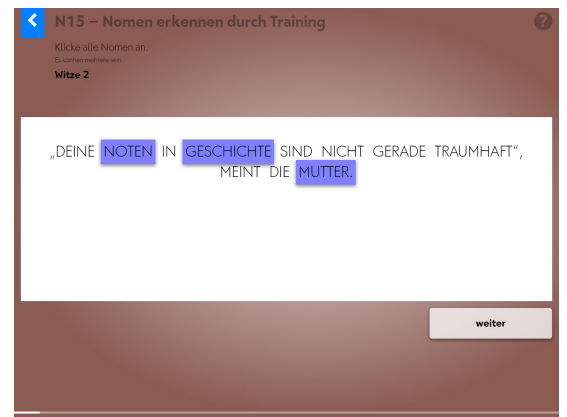 N15 – Nomen erkennen durch Training
Klicke alle Nomen an.
Es können mehrere sein.
Witze 2
„DEINE NOTEN IN GESCHICHTE SIND NICHT GERADE TRAUMHAFT“,
MEINT DIE MUTTER.
weiter